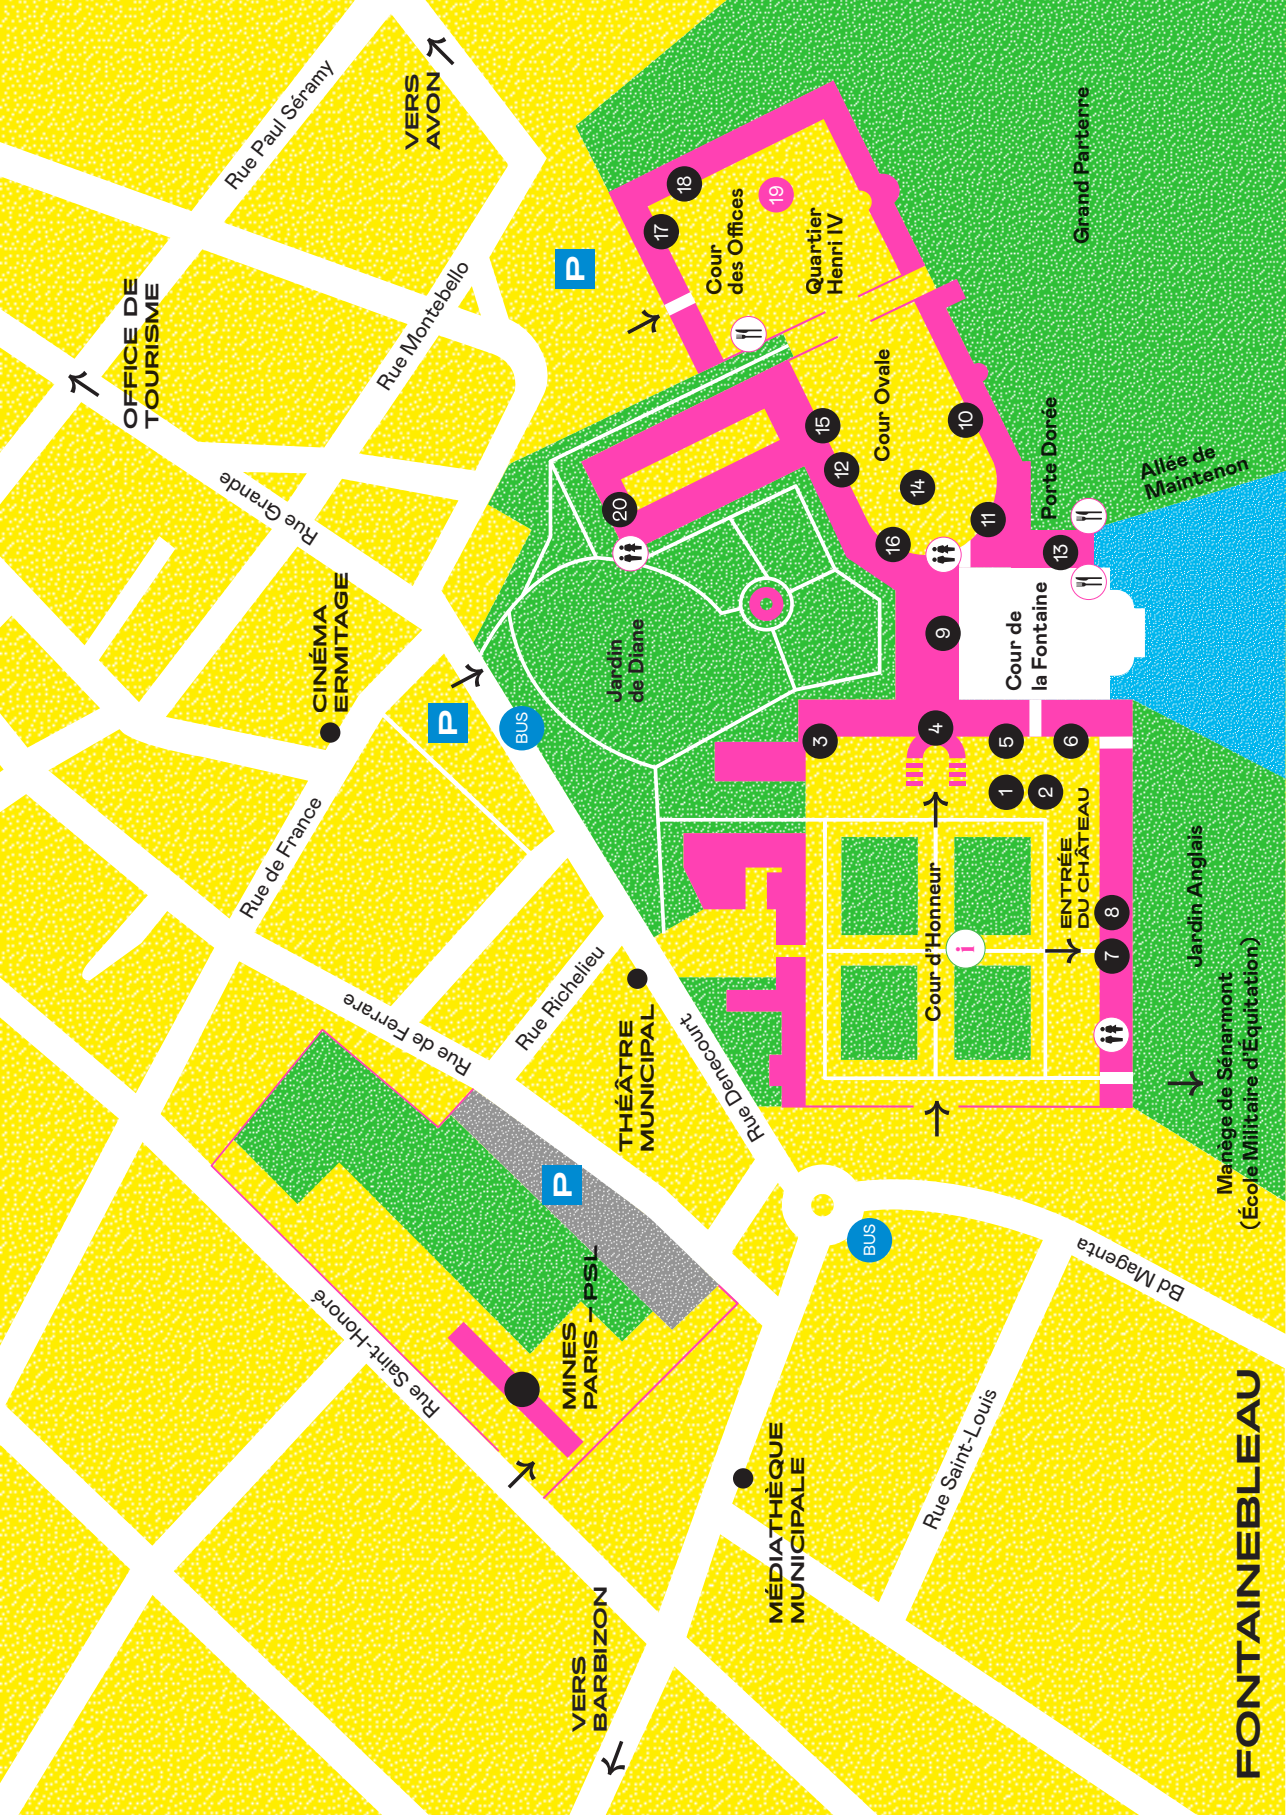 FONTAINEBLEAU
VERS
BARBIZON
MÉDIATHÈQUE
MUNICIPALE
Rue Saint-Louis
Bd Magenta
BUS
Rue Saint-Honoré
MINES
PARIS – PSL
P
Rue de Ferrare
Rue Richelieu
THÉÂTRE
MUNICIPAL
Rue Denecourt
Rue de France
CINÉMA
ERMITAGE
P
BUS
Rue Grande
OFFICE DE
TOURISME
Rue Montebello
Rue Paul Séramy
VERS
AVON
P
Jardin
de Diane
Cour d'Honneur
i
ENTRÉE
DU CHÂTEAU
Jardin Anglais
Manège de Sénarmont
(École Militaire d'Équitation)
Cour de
la Fontaine
Porte Dorée
Allée de
Maintenon
Cour Ovale
Cour
des Offices
Quartier
Henri IV
Grand Parterre
1
2
3
4
5
6
7
8
9
10
11
12
13
14
15
16
17
18
19
20